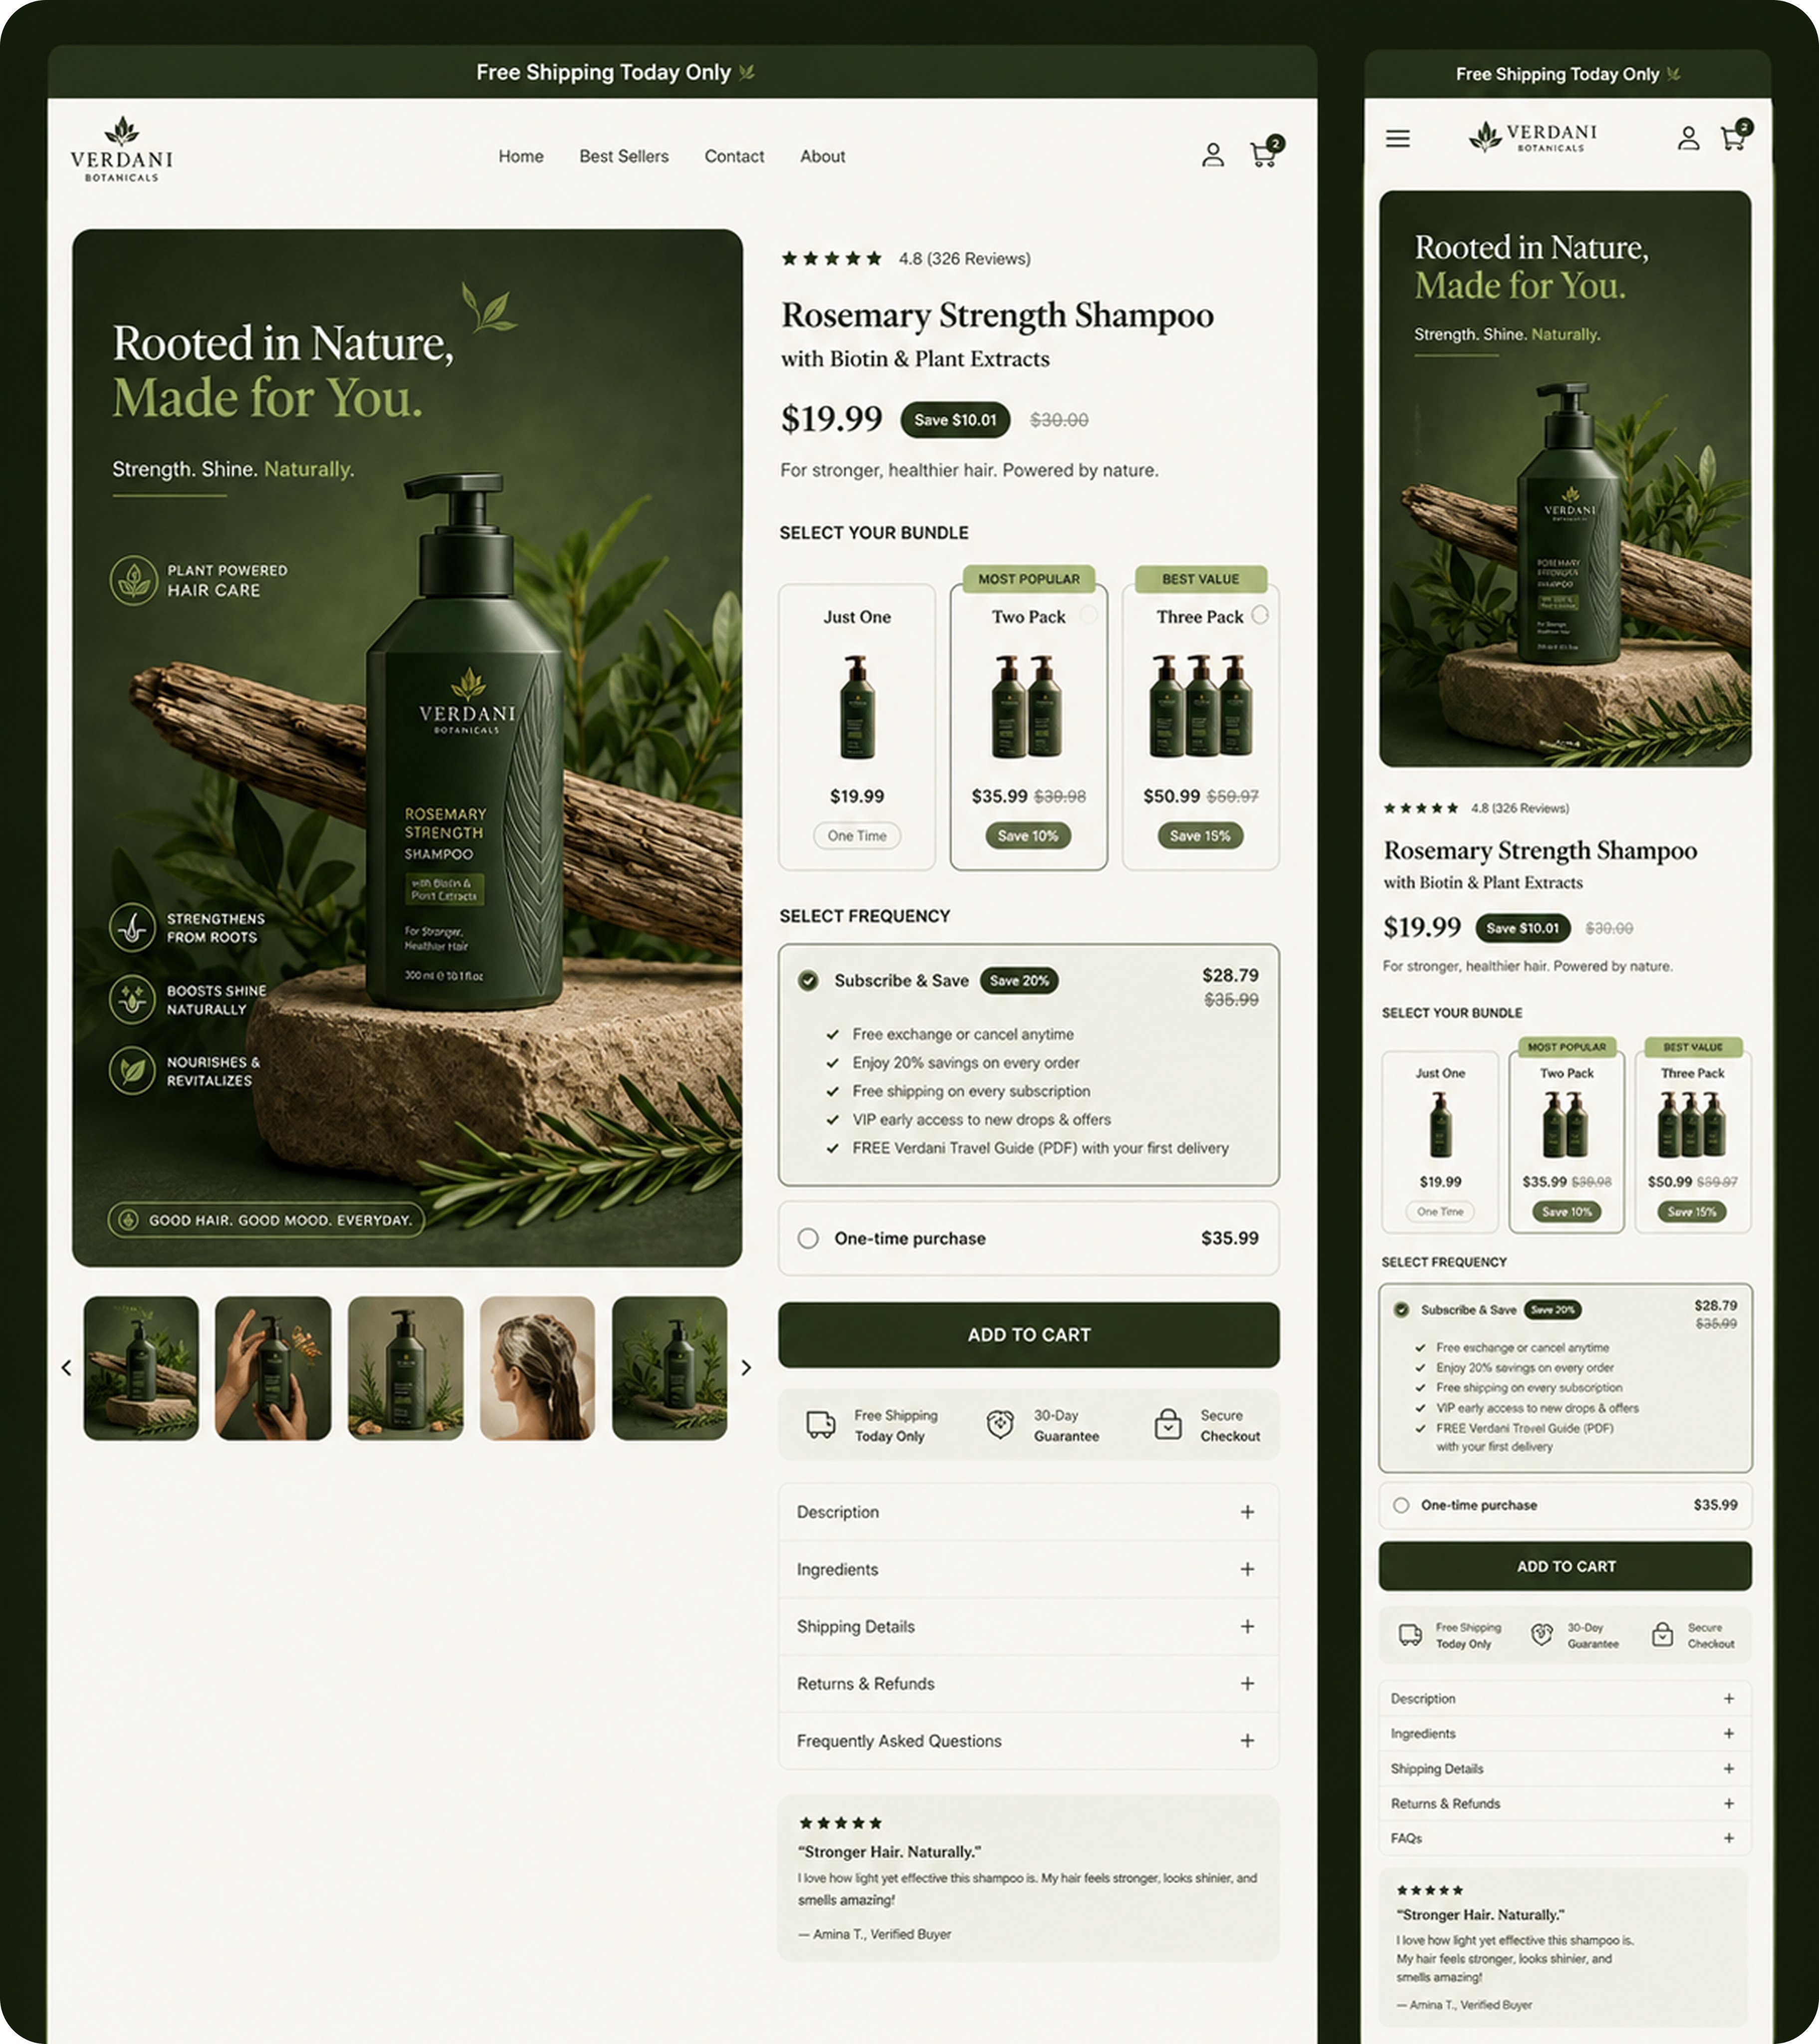 Free Shipping Today Only
VERDANI
BOTANICALS
Home Best Sellers Contact About
2
Rooted in Nature,
Made for You.
Strength. Shine. Naturally.
PLANT POWERED
HAIR CARE
VERDANI
BOTANICALS
ROSEMARY
STRENGTH
SHAMPOO
with Biotin &
Plant Extracts
For Stronger,
Healthier Hair
300 ml
STRENGTHENS
FROM ROOTS
BOOSTS SHINE
NATURALLY
NOURISHES &
REVITALIZES
GOOD HAIR. GOOD MOOD. EVERYDAY.
4.8 (326 Reviews)
Rosemary Strength Shampoo
with Biotin & Plant Extracts
$19.99 Save $10.01 $30.00
For stronger, healthier hair. Powered by nature.
SELECT YOUR BUNDLE
Just One
$19.99
One Time
MOST POPULAR
Two Pack
$35.99 $39.98
Save 10%
BEST VALUE
Three Pack
$50.99 $59.97
Save 15%
SELECT FREQUENCY
Subscribe & Save Save 20% $28.79
$35.99
Free exchange or cancel anytime
Enjoy 20% savings on every order
Free shipping on every subscription
VIP early access to new drops & offers
FREE Verdani Travel Guide (PDF) with your first delivery
One-time purchase $35.99
ADD TO CART
Free Shipping
Today Only
30-Day
Guarantee
Secure
Checkout
Description
Ingredients
Shipping Details
Returns & Refunds
Frequently Asked Questions
"Stronger Hair. Naturally."
I love how light yet effective this shampoo is. My hair feels stronger, looks shinier, and
smells amazing!
— Amina T., Verified Buyer
Free Shipping Today Only
VERDANI
BOTANICALS
2
Rooted in Nature,
Made for You.
Strength. Shine. Naturally.
VERDANI
4.8 (326 Reviews)
Rosemary Strength Shampoo
with Biotin & Plant Extracts
$19.99 Save $10.01 $30.00
For stronger, healthier hair. Powered by nature.
SELECT YOUR BUNDLE
Just One
$19.99
One Time
MOST POPULAR
Two Pack
$35.99 $39.98
Save 10%
BEST VALUE
Three Pack
$50.99 $39.97
Save 15%
SELECT FREQUENCY
Subscribe & Save Save 20% $28.79
$35.99
Free exchange or cancel anytime
Enjoy 20% savings on every order
Free shipping on every subscription
VIP early access to new drops & offers
FREE Verdani Travel Guide (PDF)
with your first delivery
One-time purchase $35.99
ADD TO CART
Free Shipping
Today Only
30-Day
Guarantee
Secure
Checkout
Description
Ingredients
Shipping Details
Returns & Refunds
FAQs
"Stronger Hair. Naturally."
I love how light yet effective this shampoo is.
My hair feels stronger, looks shinier, and
smells amazing!
— Amina T., Verified Buyer